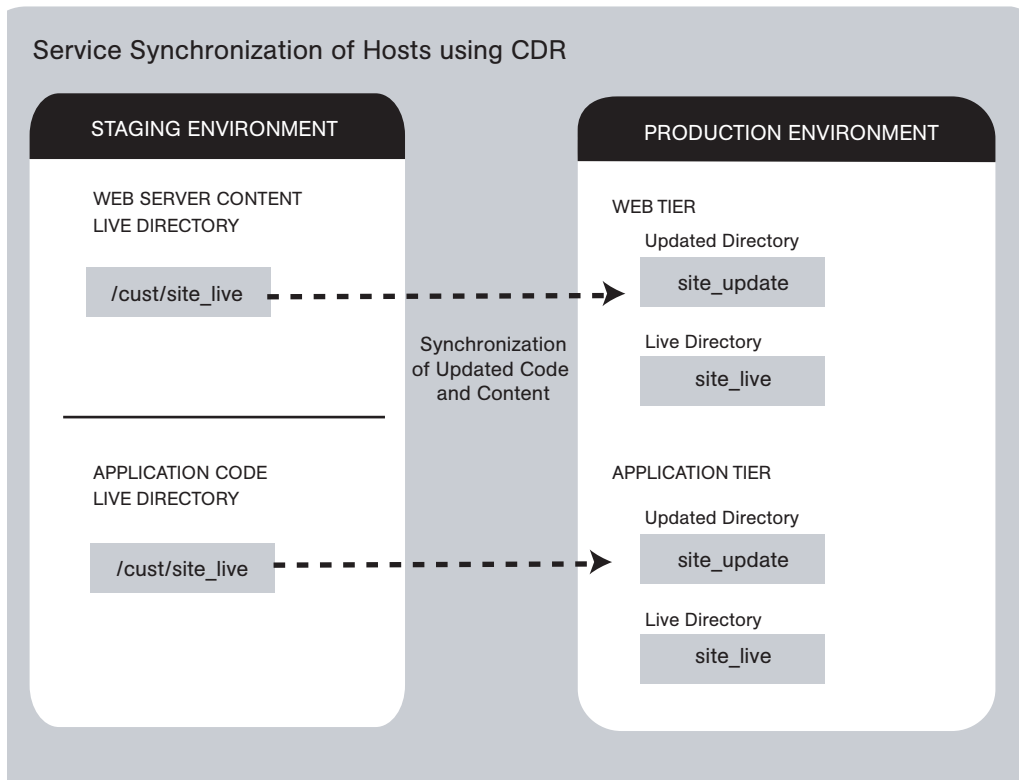 Service Synchronization of Hosts using CDR
STAGING ENVIRONMENT
WEB SERVER CONTENT
LIVE DIRECTORY
/cust/site_live
APPLICATION CODE
LIVE DIRECTORY
/cust/site_live
Synchronization
of Updated Code
and Content
PRODUCTION ENVIRONMENT
WEB TIER
Updated Directory
site_update
Live Directory
site_live
APPLICATION TIER
Updated Directory
site_update
Live Directory
site_live